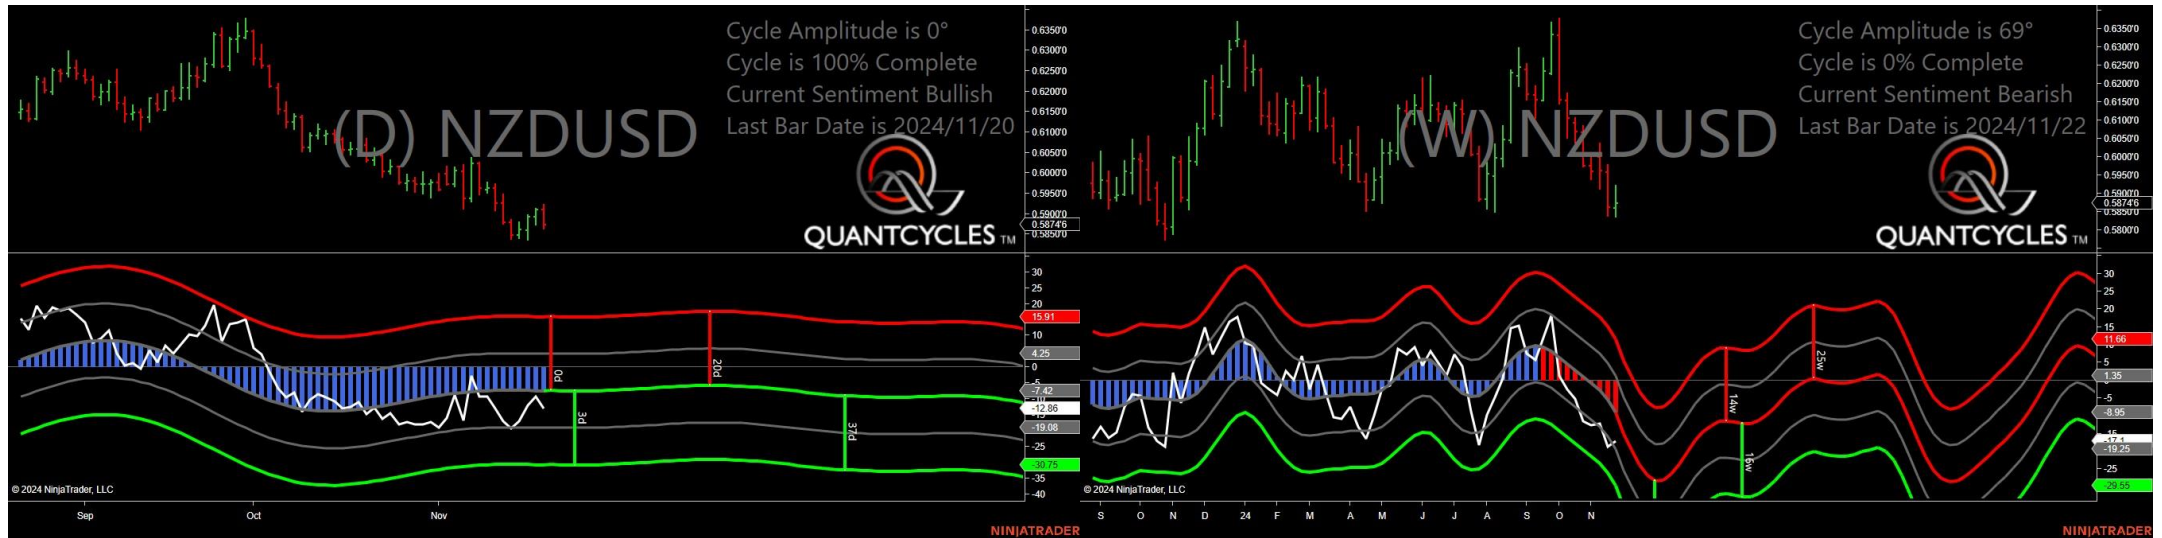 Cycle Amplitude is 0°
Cycle is 100% Complete
Current Sentiment Bullish
Last Bar Date is 2024/11/20
(D) NZDUSD
QUANTCYCLES TM
0.6350'0
0.6300'0
0.6250'0
0.6200'0
0.6150'0
0.6100'0
0.6050'0
0.6000'0
0.5950'0
0.5900'0
0.5874'6
0.5850'0
30
25
20
15.91
10
4.25
0
-5
-7.42
-10
-12.86
-15
-19.08
-25
-30.75
-35
-40
0d
3d
20d
37d
© 2024 NinjaTrader, LLC
Sep Oct Nov
NINJATRADER
Cycle Amplitude is 69°
Cycle is 0% Complete
Current Sentiment Bearish
Last Bar Date is 2024/11/22
(W) NZDUSD
QUANTCYCLES TM
0.6350'0
0.6300'0
0.6250'0
0.6200'0
0.6150'0
0.6100'0
0.6050'0
0.6000'0
0.5950'0
0.5900'0
0.5874'6
0.5850'0
0.5800'0
30
25
20
15
11.66
5
1.35
-5
-8.95
-15
-17.1
-19.25
-25
-29.55
14w
16w
25w
© 2024 NinjaTrader, LLC
S O N D 24 F M A M J J A S O N
NINJATRADER